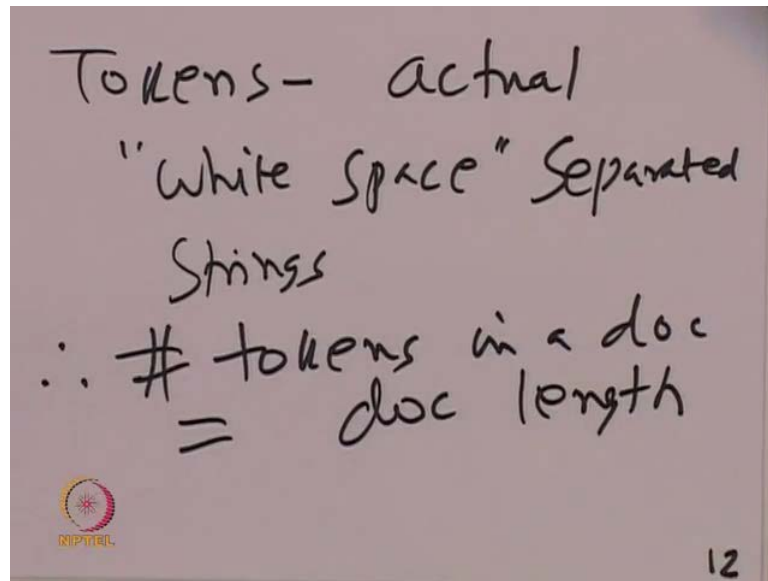 Tokens- actual
"White Space" Separated
Strings
∴ # tokens in a doc
= doc length
NPTEL
12